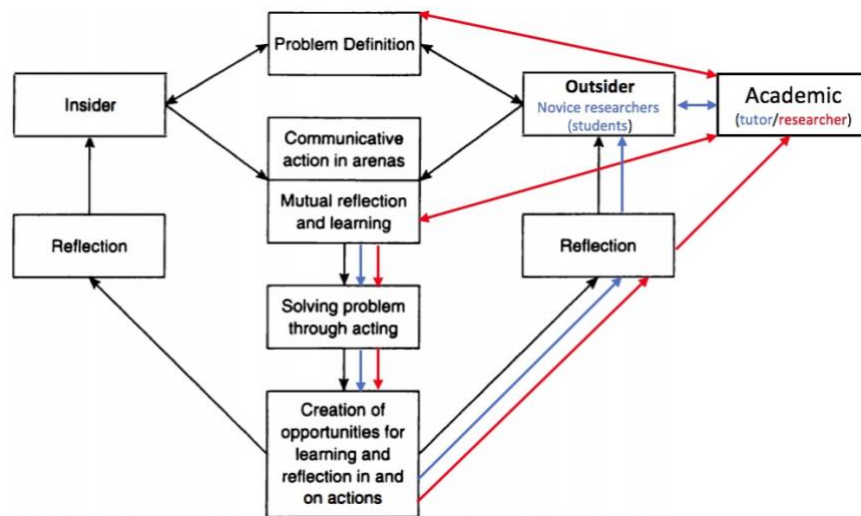 Problem Definition
Insider
Outsider
Novice researchers
(students)
Academic
(tutor/researcher)
Communicative
action in arenas
Mutual reflection
and learning
Reflection
Reflection
Solving problem
through acting
Creation of
opportunities for
learning and
reflection in and
on actions